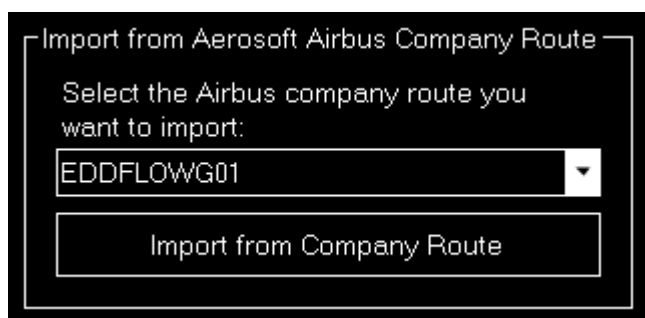 Import from Aerosoft Airbus Company Route
Select the Airbus company route you
want to import:
EDDFLOWG01
Import from Company Route